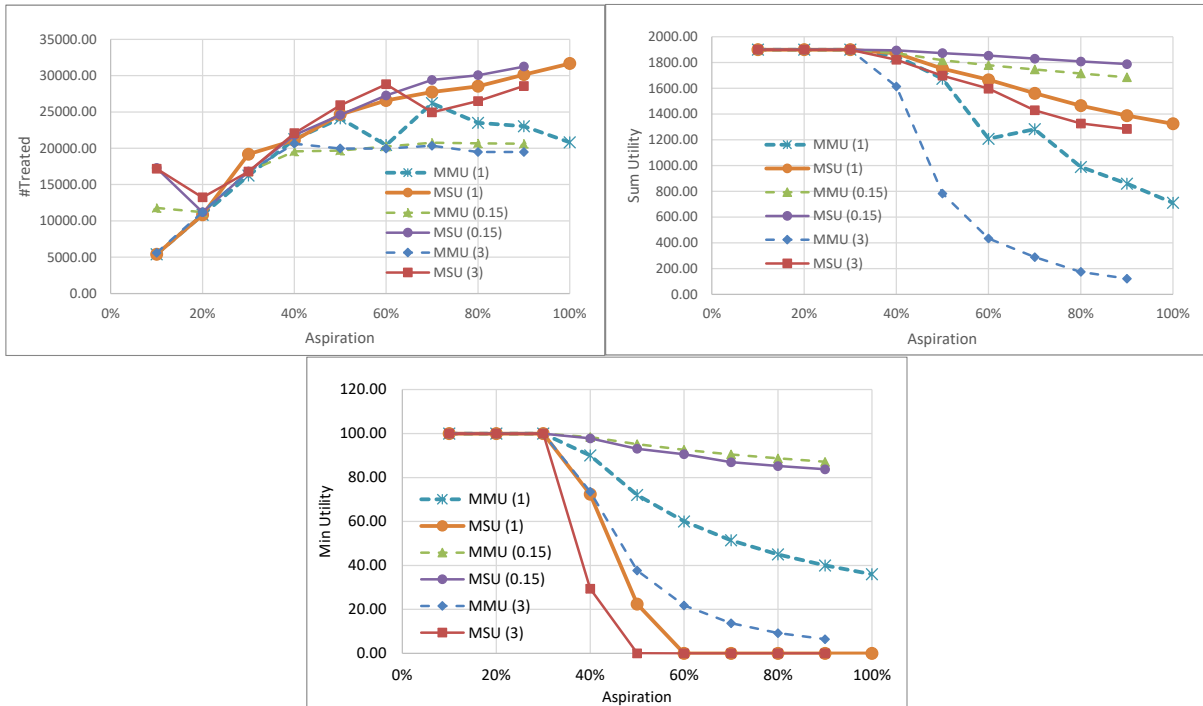 35000.00
30000.00
25000.00
20000.00
15000.00
10000.00
5000.00
0.00
#Treated
0%
20%
40%
60%
80%
100%
Aspiration
MMU (1)
MSU (1)
MMU (0.15)
MSU (0.15)
MMU (3)
MSU (3)
2000.00
1800.00
1600.00
1400.00
1200.00
1000.00
800.00
600.00
400.00
200.00
0.00
Sum Utility
0%
20%
40%
60%
80%
100%
Aspiration
MMU (1)
MSU (1)
MMU (0.15)
MSU (0.15)
MMU (3)
MSU (3)
120.00
100.00
80.00
60.00
40.00
20.00
0.00
Min Utility
0%
20%
40%
60%
80%
100%
Aspiration
MMU (1)
MSU (1)
MMU (0.15)
MSU (0.15)
MMU (3)
MSU (3)